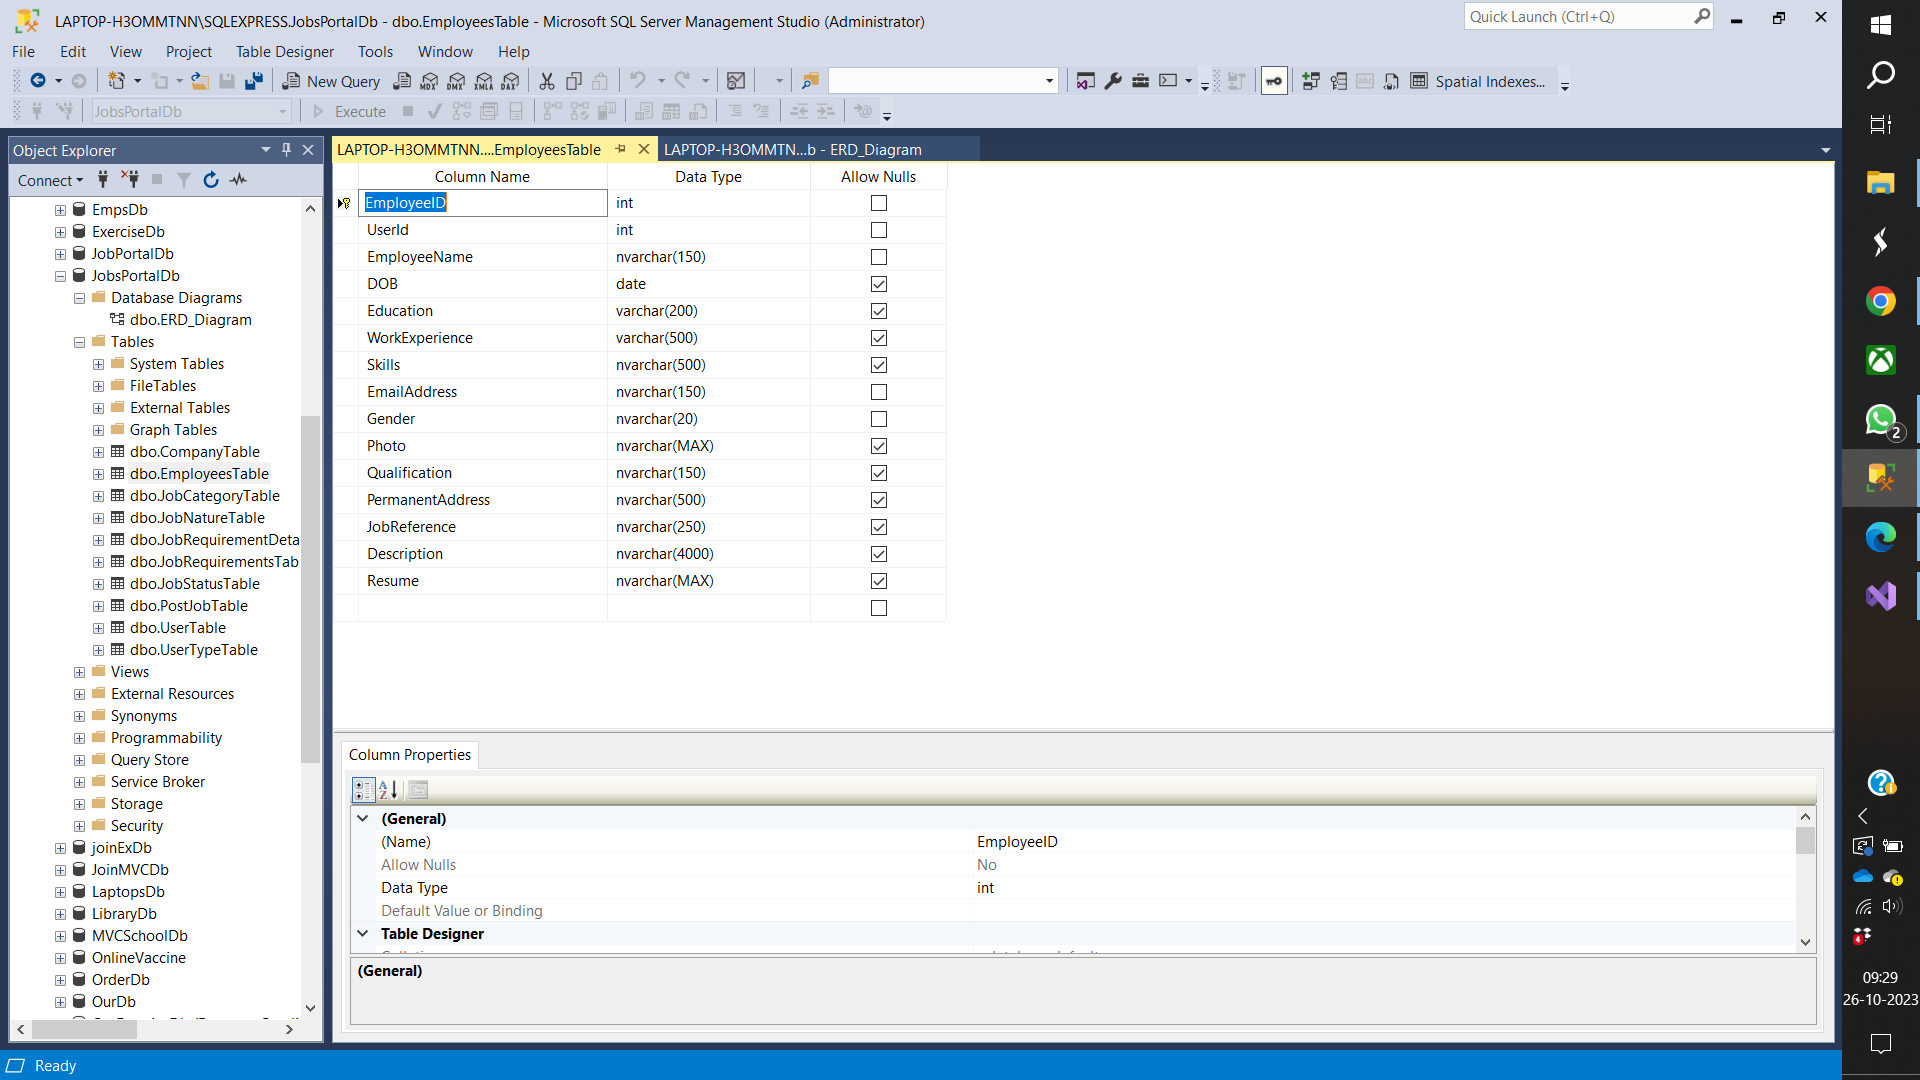 LAPTOP-H3OMMTNN\SQLEXPRESS.JobsPortalDb - dbo.EmployeesTable - Microsoft SQL Server Management Studio (Administrator)
Quick Launch (Ctrl+Q)
File Edit View Project Table Designer Tools Window Help
New Query MDX DMX XMLA DAX Spatial Indexes...
JobsPortalDb Execute
Object Explorer
Connect
EmpsDb
ExerciseDb
JobPortalDb
JobsPortalDb
Database Diagrams
dbo.ERD_Diagram
Tables
System Tables
FileTables
External Tables
Graph Tables
dbo.CompanyTable
dbo.EmployeesTable
dbo.JobCategoryTable
dbo.JobNatureTable
dbo.JobRequirementDeta
dbo.JobRequirementsTab
dbo.JobStatusTable
dbo.PostJobTable
dbo.UserTable
dbo.UserTypeTable
Views
External Resources
Synonyms
Programmability
Query Store
Service Broker
Storage
Security
joinExDb
JoinMVCDb
LaptopsDb
LibraryDb
MVCSchoolDb
OnlineVaccine
OrderDb
OurDb
LAPTOP-H3OMMTNN....EmployeesTable LAPTOP-H3OMMTN...b - ERD_Diagram
Column Name Data Type Allow Nulls
EmployeeID int
UserId int
EmployeeName nvarchar(150)
DOB date
Education varchar(200)
WorkExperience varchar(500)
Skills nvarchar(500)
EmailAddress nvarchar(150)
Gender nvarchar(20)
Photo nvarchar(MAX)
Qualification nvarchar(150)
PermanentAddress nvarchar(500)
JobReference nvarchar(250)
Description nvarchar(4000)
Resume nvarchar(MAX)
Column Properties
(General)
(Name) EmployeeID
Allow Nulls No
Data Type int
Default Value or Binding
Table Designer
(General)
Ready
2
4
09:29
26-10-2023